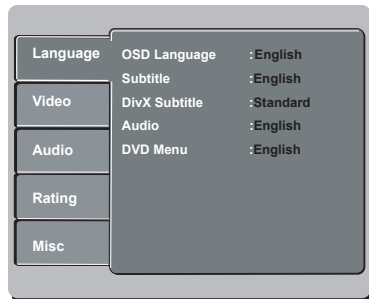 Language
Video
Audio
Rating
Misc
OSD Language :English
Subtitle :English
DivX Subtitle :Standard
Audio :English
DVD Menu :English